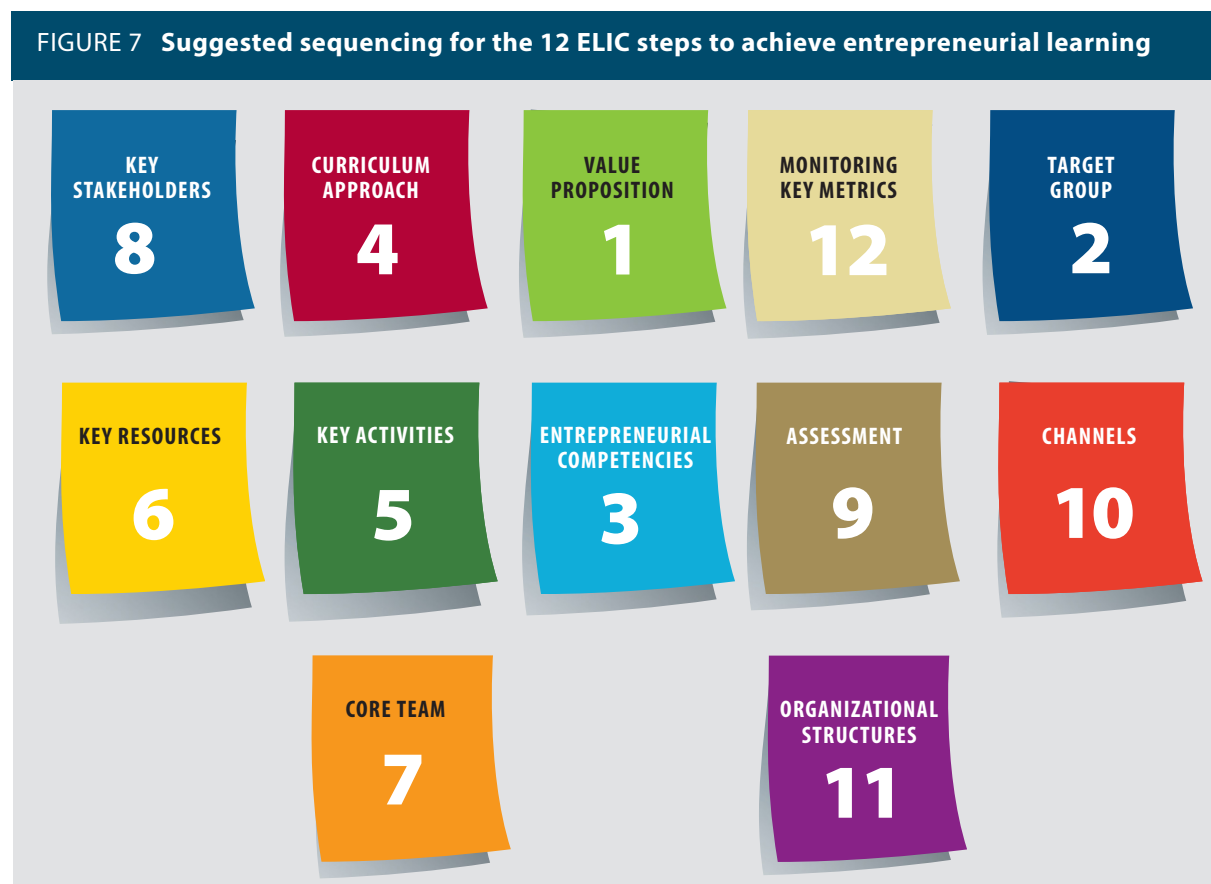 FIGURE 7 Suggested sequencing for the 12 ELIC steps to achieve entrepreneurial learning
KEY
STAKEHOLDERS
8
CURRICULUM
APPROACH
4
VALUE
PROPOSITION
1
MONITORING
KEY METRICS
12
TARGET
GROUP
2
KEY RESOURCES
6
KEY ACTIVITIES
5
ENTREPRENEURIAL
COMPETENCIES
3
ASSESSMENT
9
CHANNELS
10
CORE TEAM
7
ORGANIZATIONAL
STRUCTURES
11